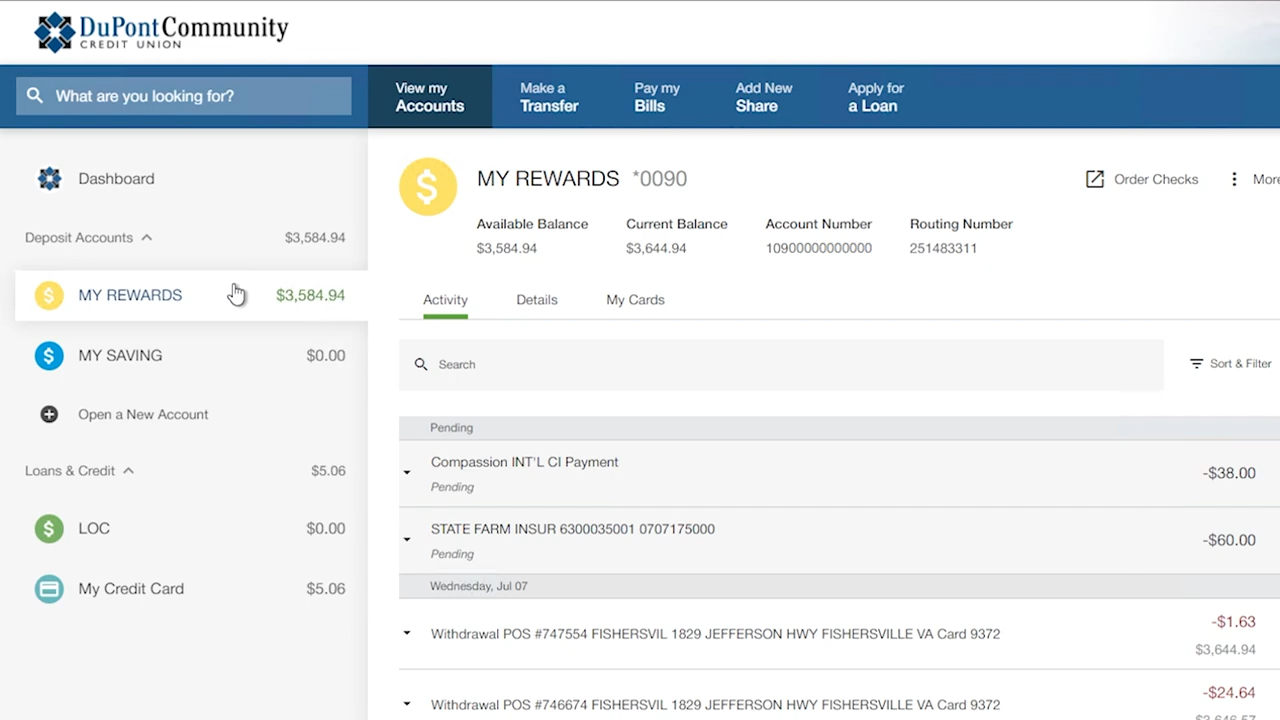 DuPontCommunity
CREDIT UNION
What are you looking for?
View my
Accounts
Make a
Transfer
Pay my
Bills
Add New
Share
Apply for
a Loan
Dashboard
Deposit Accounts $3,584.94
MY REWARDS $3,584.94
MY SAVING $0.00
Open a New Account
Loans & Credit $5.06
LOC $0.00
My Credit Card $5.06
MY REWARDS *0090
Order Checks
More
Available Balance Current Balance Account Number Routing Number
$3,584.94 $3,644.94 10900000000000 251483311
Activity Details My Cards
Search
Sort & Filter
Pending
Compassion INT'L CI Payment
Pending
-$38.00
STATE FARM INSUR 6300035001 0707175000
Pending
-$60.00
Wednesday, Jul 07
Withdrawal POS #747554 FISHERSVIL 1829 JEFFERSON HWY FISHERSVILLE VA Card 9372
-$1.63
$3,644.94
Withdrawal POS #746674 FISHERSVIL 1829 JEFFERSON HWY FISHERSVILLE VA Card 9372
-$24.64